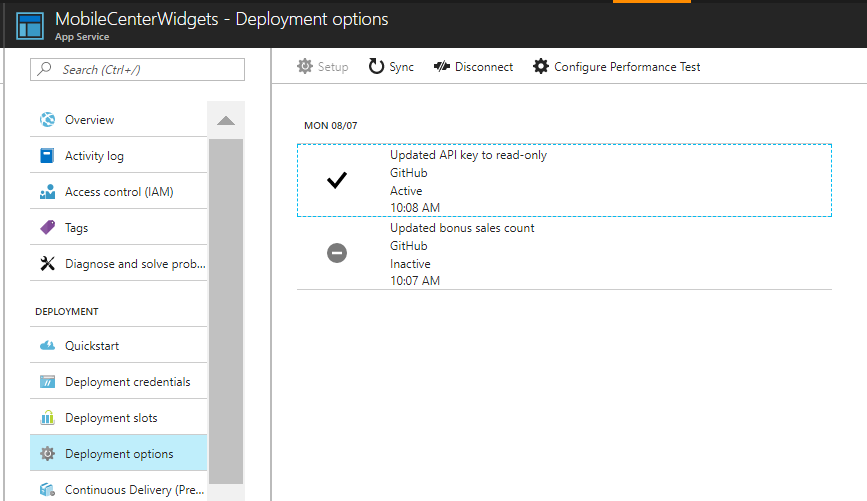 MobileCenterWidgets - Deployment options
App Service
Search (Ctrl+/)
Overview
Activity log
Access control (IAM)
Tags
Diagnose and solve prob...
DEPLOYMENT
Quickstart
Deployment credentials
Deployment slots
Deployment options
Continuous Delivery (Pre...
Setup Sync Disconnect Configure Performance Test
MON 08/07
Updated API key to read-only
GitHub
Active
10:08 AM
Updated bonus sales count
GitHub
Inactive
10:07 AM